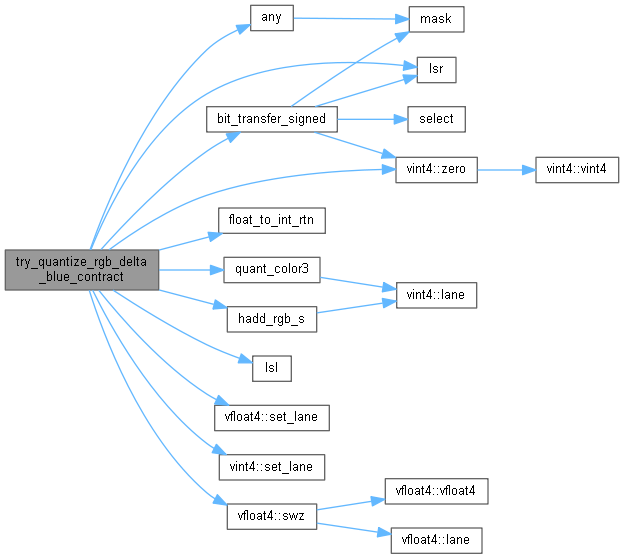 any
mask
lsr
bit_transfer_signed
select
vint4::zero
vint4::vint4
float_to_int_rtn
try_quantize_rgb_delta
_blue_contract
quant_color3
vint4::lane
hadd_rgb_s
lsl
vfloat4::set_lane
vint4::set_lane
vfloat4::swz
vfloat4::vfloat4
vfloat4::lane